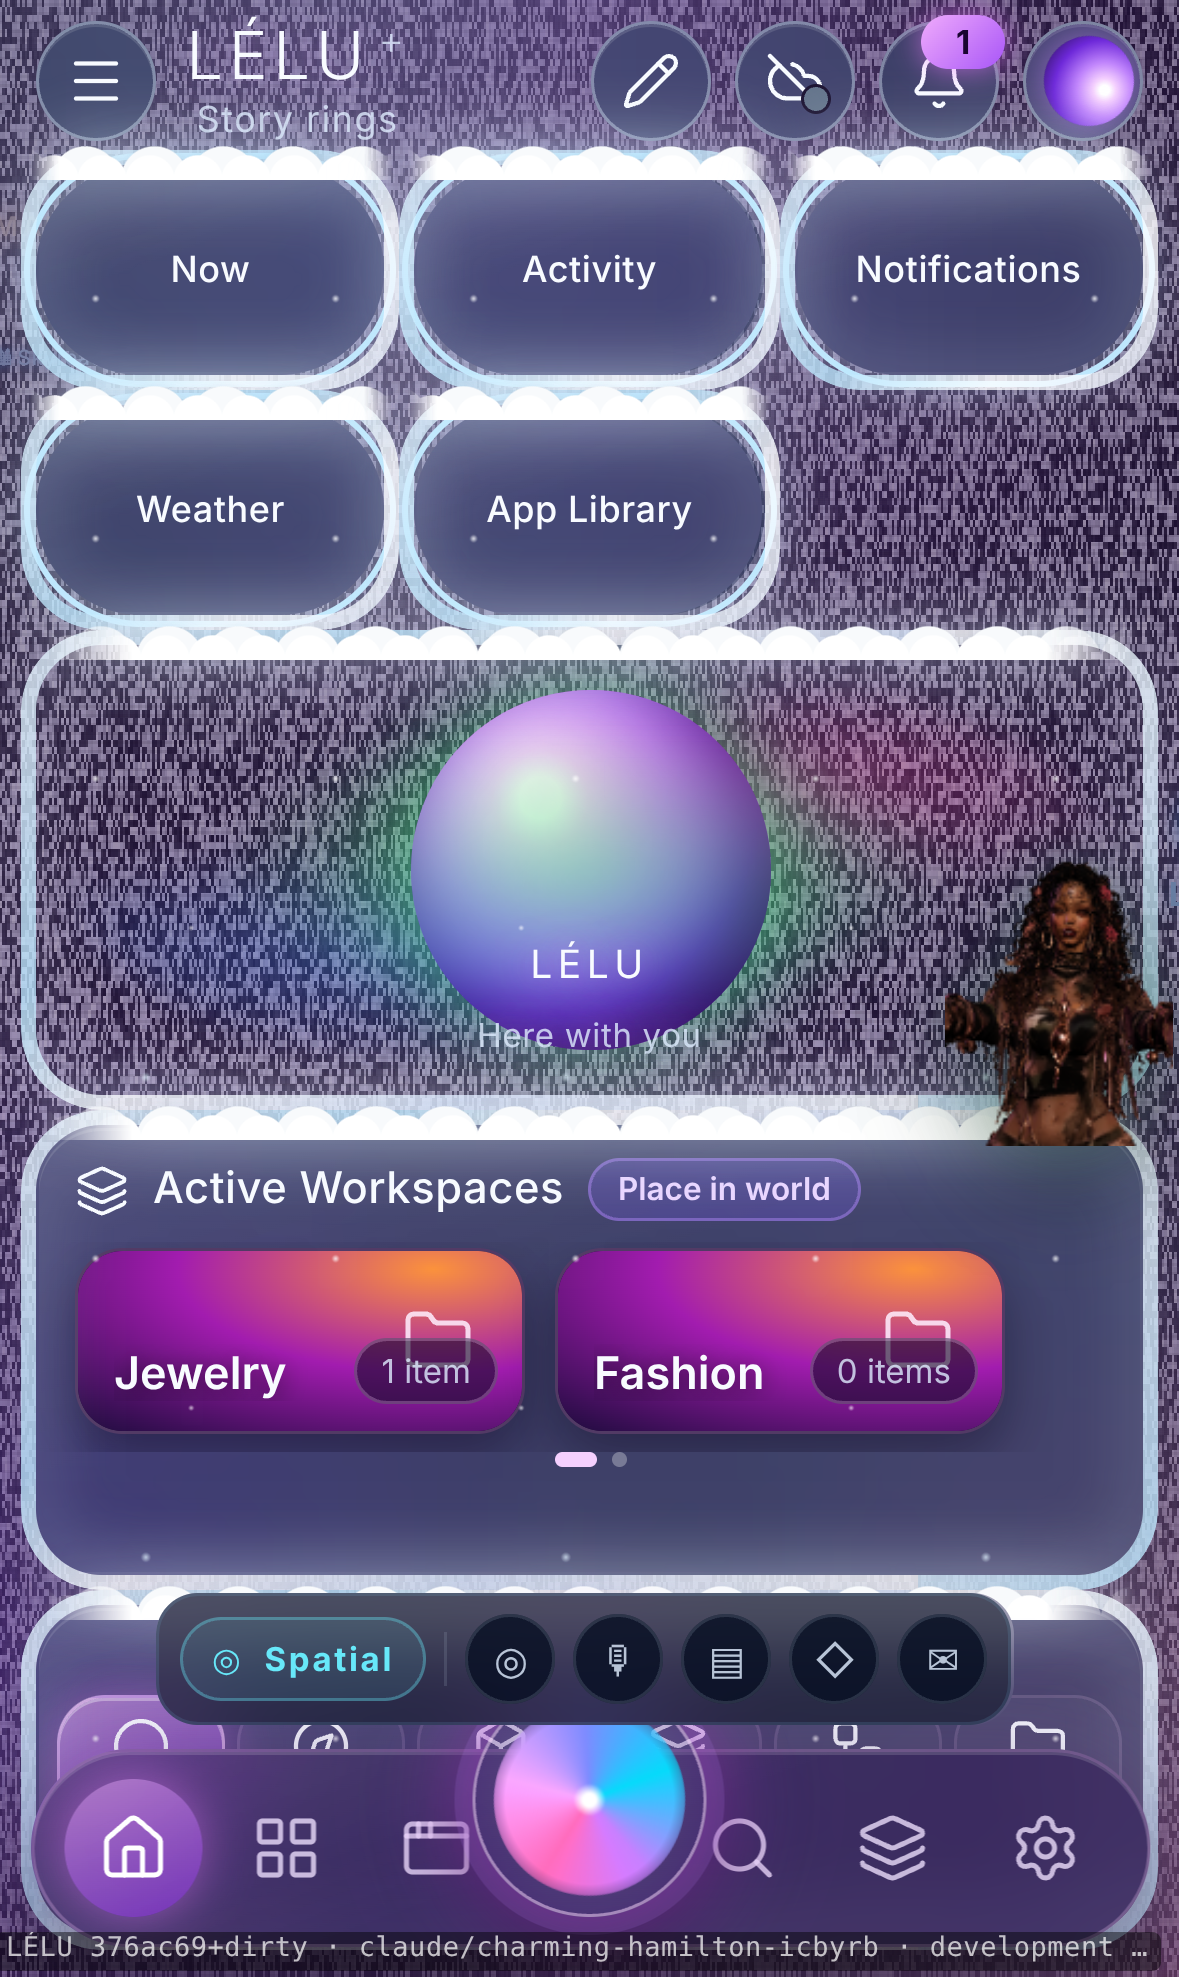 LÉLU +
Story rings
1
Now
Activity
Notifications
Weather
App Library
LÉLU
Here with you
Active Workspaces
Place in world
Jewelry
1 item
Fashion
0 items
Spatial
LÉLU 376ac69+dirty · claude/charming-hamilton-icbyrb · development …